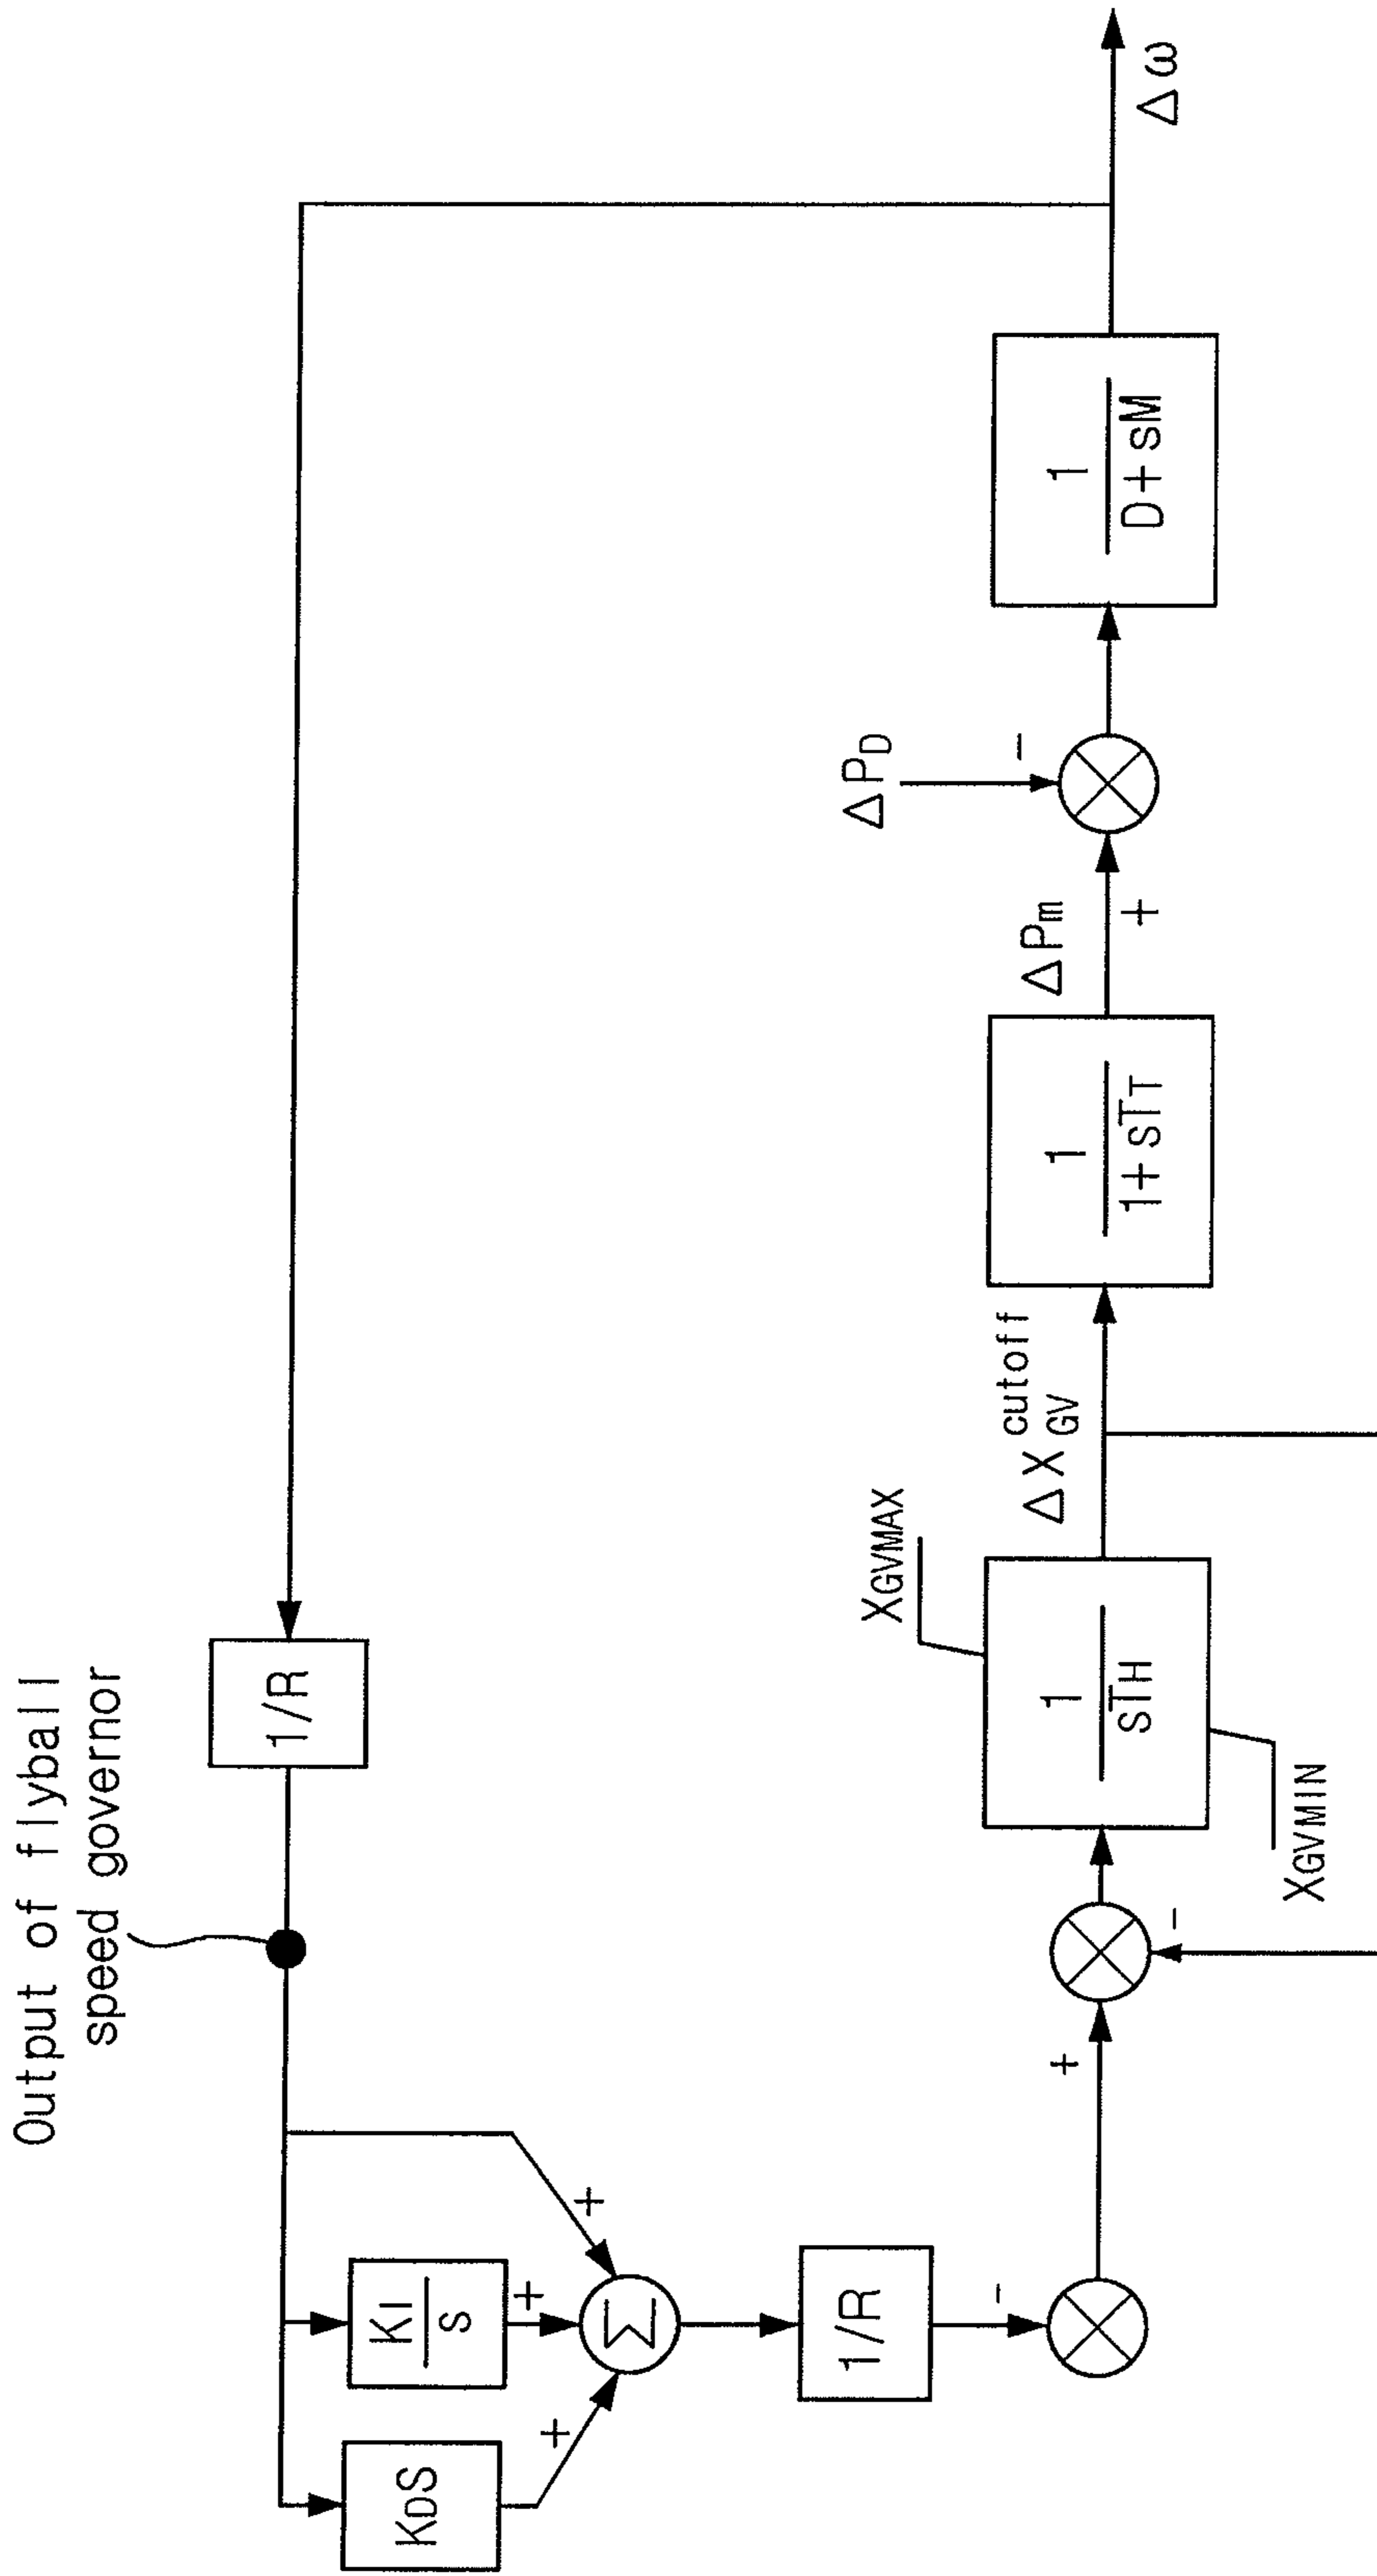 Output of flyball
speed governor
1/R
KI
s
KDS
+
+
+
Σ
1/R
-
+
-
1
STH
XGVMAX
XGVMIN
ΔX GV cutoff
1
1+STT
ΔPm
+
ΔPD
-
1
D+sM
Δω